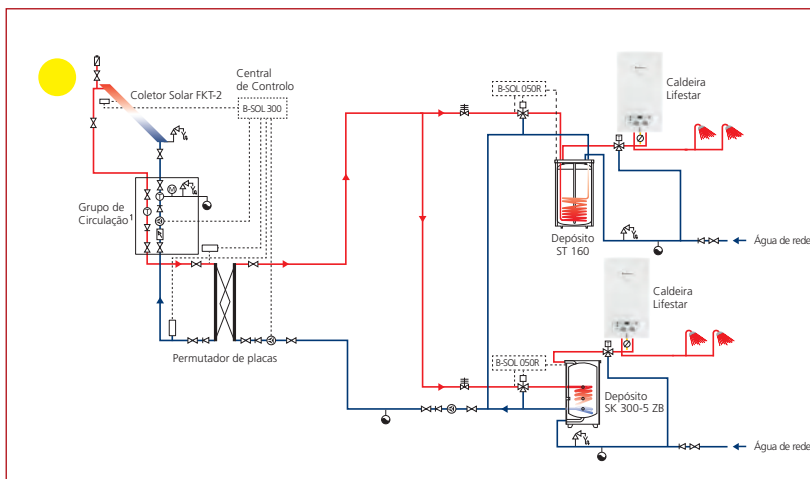 Coletor Solar FKT-2
Central
de Controlo
B-SOL 300
Grupo de
Circulação¹
M
T
T
Permutador de placas
B-SOL 050R
Caldeira
Lifestar
Depósito
ST 160
Água de rede
B-SOL 050R
Caldeira
Lifestar
Depósito
SK 300-5 ZB
Água de rede